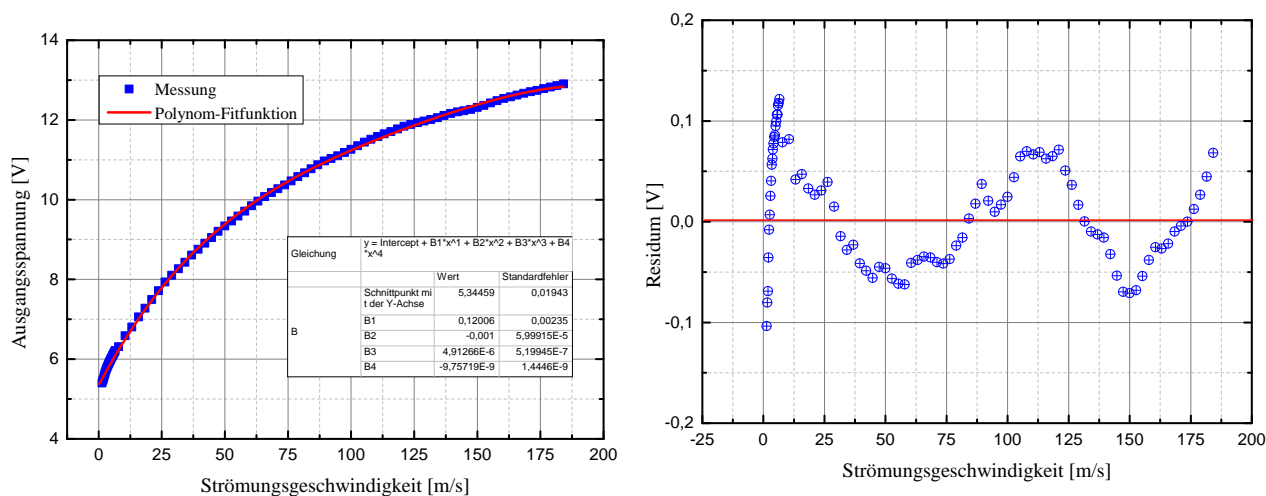 14
12
10
8
6
4
0 25 50 75 100 125 150 175 200
Ausgangsspannung [V]
Strömungsgeschwindigkeit [m/s]
Messung
Polynom-Fitfunktion
Gleichung
y = Intercept + B1*x^1 + B2*x^2 + B3*x^3 + B4
*x^4
Wert Standardfehler
B
Schnittpunkt mi
t der Y-Achse
5,34459 0,01943
B1 0,12006 0,00235
B2 -0,001 5,99915E-5
B3 4,91266E-6 5,19945E-7
B4 -9,75719E-9 1,4446E-9
0,2
0,1
0,0
-0,1
-0,2
-25 0 25 50 75 100 125 150 175 200
Residum [V]
Strömungsgeschwindigkeit [m/s]